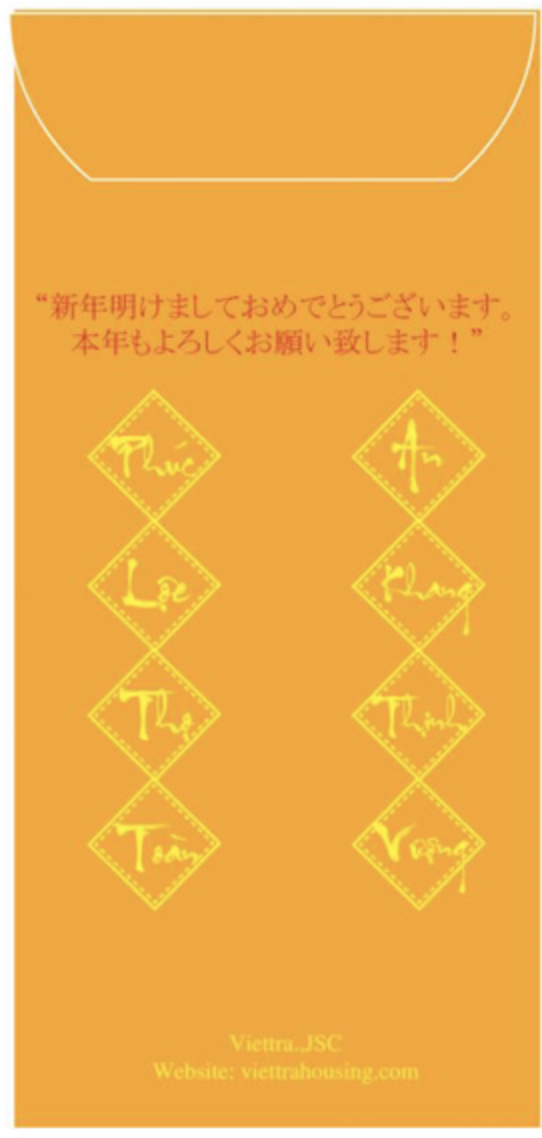 “新年明けましておめでとうございます。
本年もよろしくお願い致します！”
Phúc
An
Lộc
Khang
Thọ
Thịnh
Toàn
Vượng
Viettra.,JSC
Website: viettrahousing.com